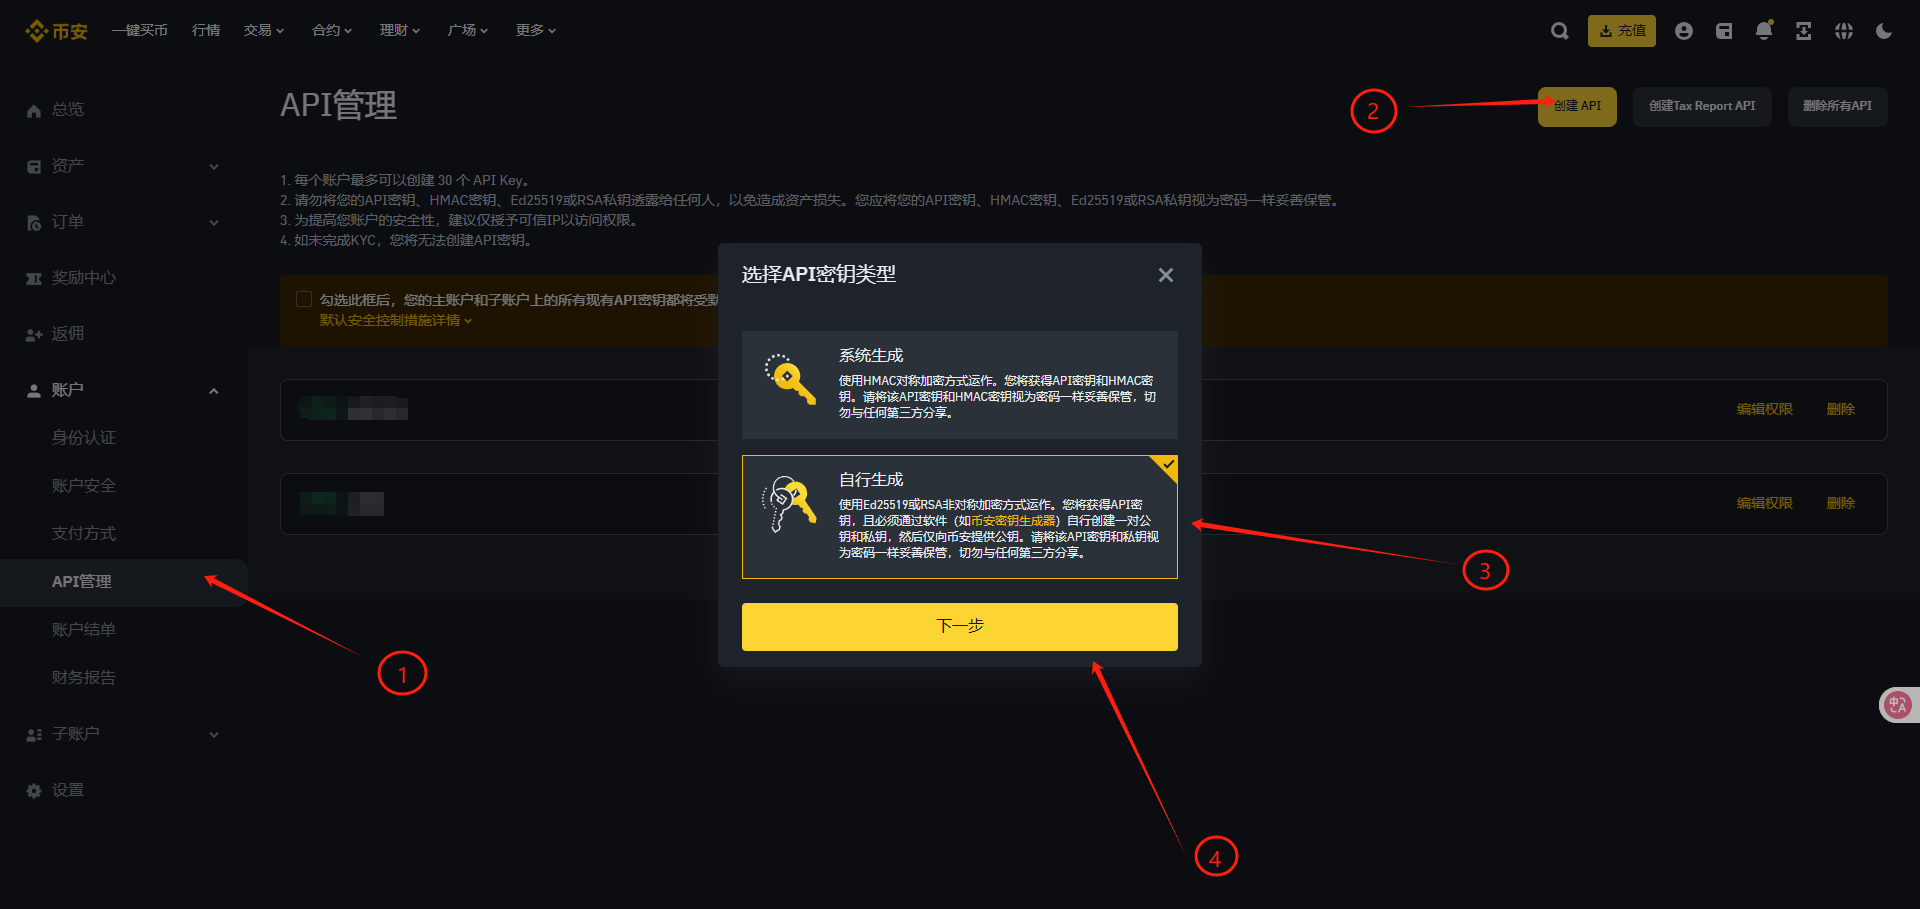 币安 一键买币 行情 交易 合约 理财 广场 更多 充值
总览
资产
订单
奖励中心
返佣
账户
身份认证
账户安全
支付方式
API管理
账户结单
财务报告
子账户
设置
API管理
创建 API 创建Tax Report API 删除所有API
1. 每个账户最多可以创建 30 个 API Key。
2. 请勿将您的API密钥、HMAC密钥、Ed25519或RSA私钥透露给任何人，以免造成资产损失。您应将您的API密钥、HMAC密钥、Ed25519或RSA私钥视为密码一样妥善保管。
3. 为提高您账户的安全性，建议仅授予可信IP以访问权限。
4. 如未完成KYC，您将无法创建API密钥。
勾选此框后，您的主账户和子账户上的所有现有API密钥都将受默
默认安全控制措施详情
编辑权限 删除
编辑权限 删除
选择API密钥类型
系统生成
使用HMAC对称加密方式运作。您将获得API密钥和HMAC密
钥。请将该API密钥和HMAC密钥视为密码一样妥善保管，切
勿与任何第三方分享。
自行生成
使用Ed25519或RSA非对称加密方式运作。您将获得API密
钥，且必须通过软件（如币安密钥生成器）自行创建一对公
钥和私钥，然后仅向币安提供公钥。请将该API密钥和私钥视
为密码一样妥善保管，切勿与任何第三方分享。
下一步
1
2
3
4
中
A